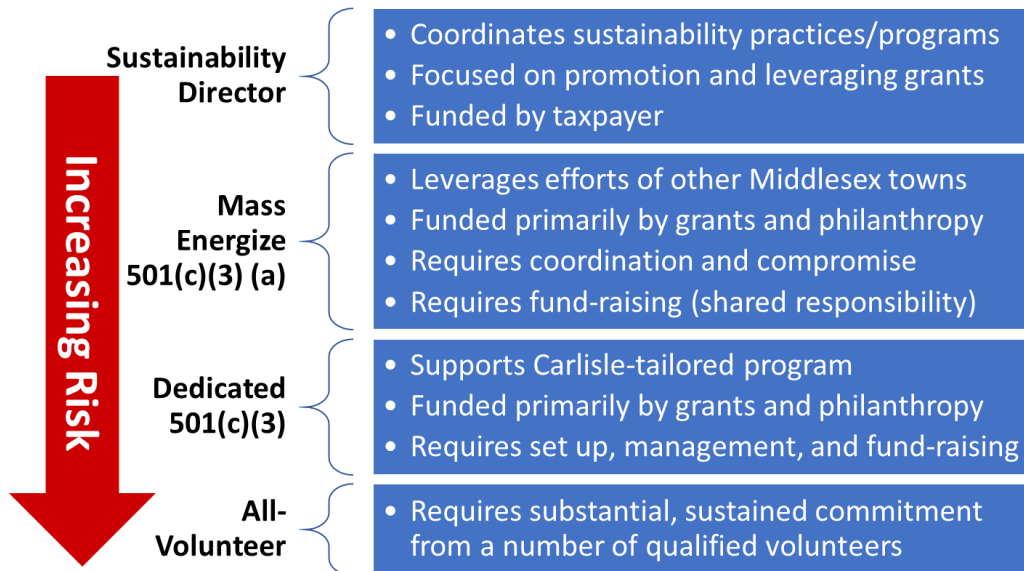 Increasing Risk
Sustainability
Director
• Coordinates sustainability practices/programs
• Focused on promotion and leveraging grants
• Funded by taxpayer
Mass
Energize
501(c)(3) (a)
• Leverages efforts of other Middlesex towns
• Funded primarily by grants and philanthropy
• Requires coordination and compromise
• Requires fund-raising (shared responsibility)
Dedicated
501(c)(3)
• Supports Carlisle-tailored program
• Funded primarily by grants and philanthropy
• Requires set up, management, and fund-raising
All-
Volunteer
• Requires substantial, sustained commitment
from a number of qualified volunteers